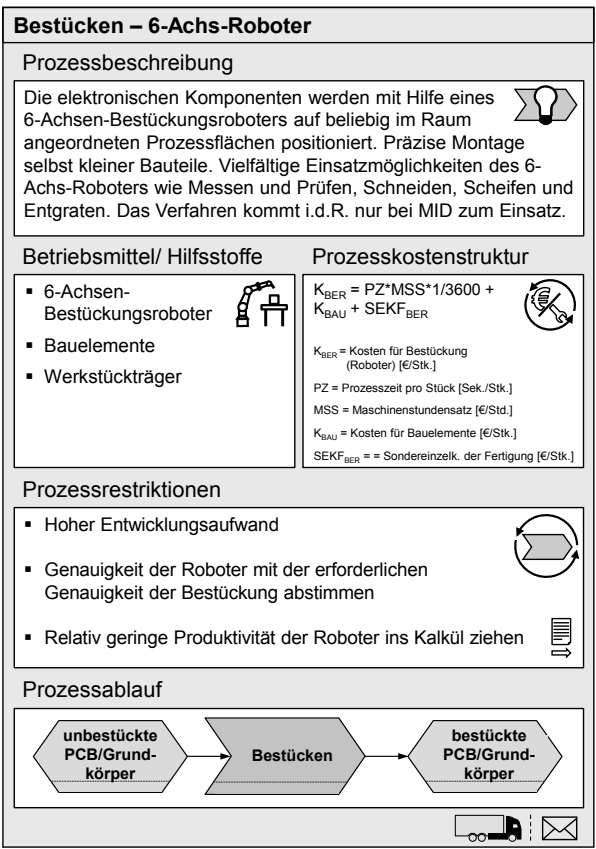 Bestücken – 6-Achs-Roboter
Prozessbeschreibung
Die elektronischen Komponenten werden mit Hilfe eines
6-Achsen-Bestückungsroboters auf beliebig im Raum
angeordneten Prozessflächen positioniert. Präzise Montage
selbst kleiner Bauteile. Vielfältige Einsatzmöglichkeiten des 6-
Achs-Roboters wie Messen und Prüfen, Schneiden, Scheifen und
Entgraten. Das Verfahren kommt i.d.R. nur bei MID zum Einsatz.
Betriebsmittel/ Hilfsstoffe
▪ 6-Achsen-
Bestückungsroboter
▪ Bauelemente
▪ Werkstückträger
Prozesskostenstruktur
K_BER = PZ*MSS*1/3600 +
K_BAU + SEKF_BER
K_BER = Kosten für Bestückung
(Roboter) [€/Stk.]
PZ = Prozesszeit pro Stück [Sek./Stk.]
MSS = Maschinenstundensatz [€/Std.]
K_BAU = Kosten für Bauelemente [€/Stk.]
SEKF_BER = = Sondereinzelk. der Fertigung [€/Stk.]
Prozessrestriktionen
▪ Hoher Entwicklungsaufwand
▪ Genauigkeit der Roboter mit der erforderlichen
Genauigkeit der Bestückung abstimmen
▪ Relativ geringe Produktivität der Roboter ins Kalkül ziehen
Prozessablauf
unbestückte
PCB/Grund-
körper
Bestücken
bestückte
PCB/Grund-
körper